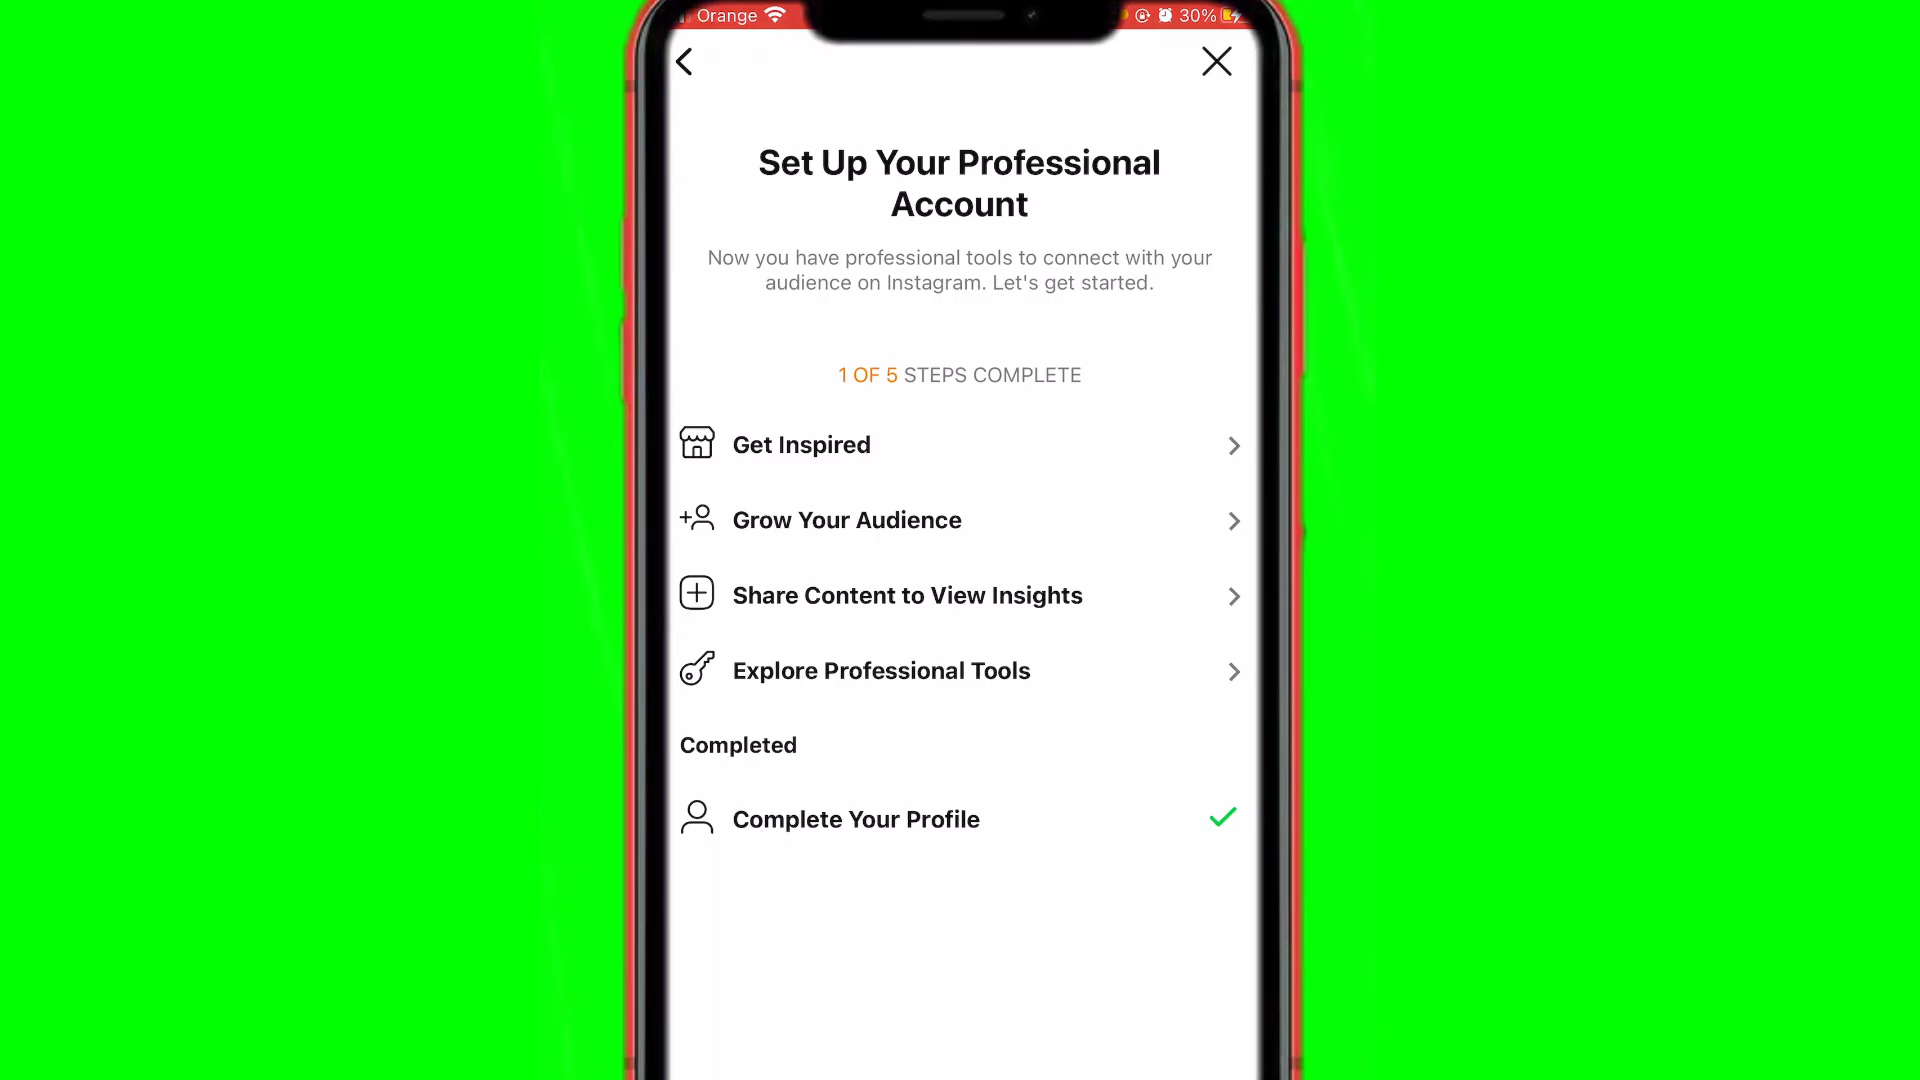 Orange 30%
Set Up Your Professional
Account
Now you have professional tools to connect with your
audience on Instagram. Let's get started.
1 OF 5 STEPS COMPLETE
Get Inspired
Grow Your Audience
Share Content to View Insights
Explore Professional Tools
Completed
Complete Your Profile